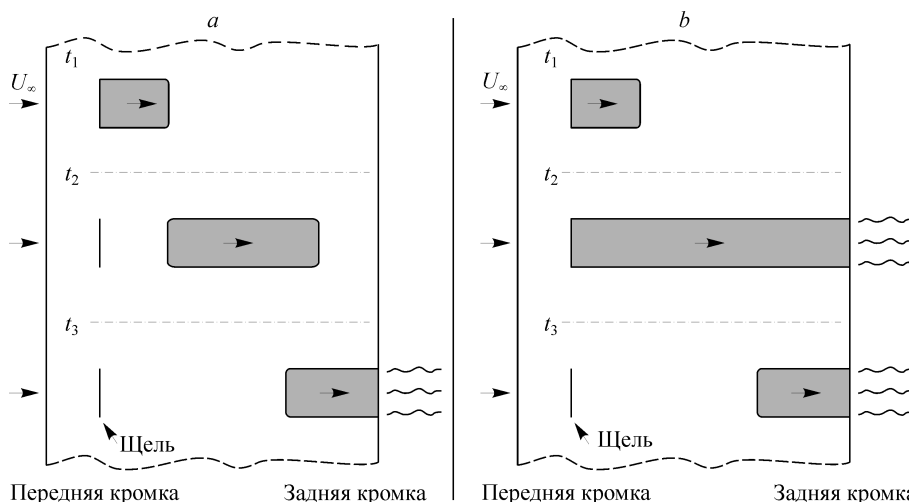 a
t₁
U∞
t₂
t₃
Щель
Передняя кромка Задняя кромка
b
t₁
U∞
t₂
t₃
Щель
Передняя кромка Задняя кромка